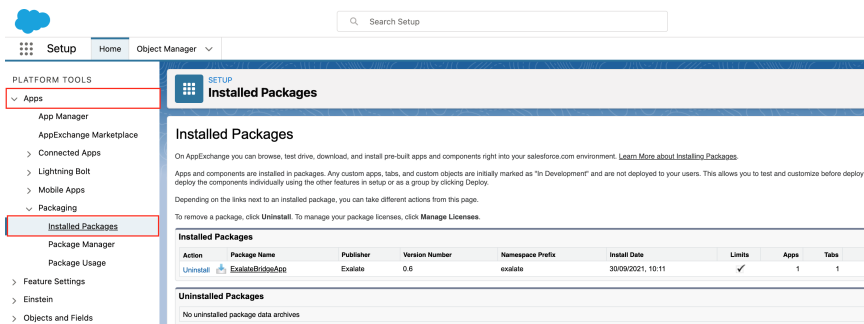 Search Setup
Setup
Home
Object Manager
PLATFORM TOOLS
Apps
App Manager
AppExchange Marketplace
Connected Apps
Lightning Bolt
Mobile Apps
Packaging
Installed Packages
Package Manager
Package Usage
Feature Settings
Einstein
Objects and Fields
SETUP
Installed Packages
Installed Packages
On AppExchange you can browse, test drive, download, and install pre-built apps and components right into your salesforce.com environment. Learn More about Installing Packages.
Apps and components are installed in packages. Any custom apps, tabs, and custom objects are initially marked as "In Development" and are not deployed to your users. This allows you to test and customize before deploy
deploy the components individually using the other features in setup or as a group by clicking Deploy.
Depending on the links next to an installed package, you can take different actions from this page.
To remove a package, click Uninstall. To manage your package licenses, click Manage Licenses.
Installed Packages
Action Package Name Publisher Version Number Namespace Prefix Install Date Limits Apps Tabs
Uninstall ExalateBridgeApp Exalate 0.6 exalate 30/09/2021, 10:11 ✓ 1 1
Uninstalled Packages
No uninstalled package data archives